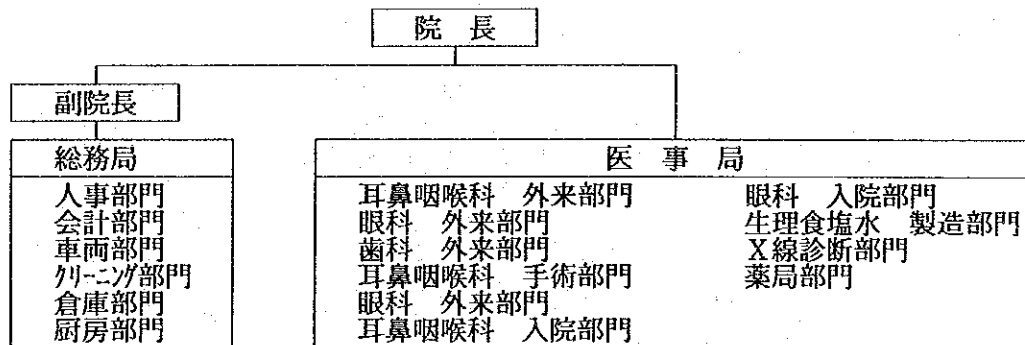 院 長
副院長
総務局
人事部門
会計部門
車両部門
クリーニング部門
倉庫部門
厨房部門
医 事 局
耳鼻咽喉科 外来部門
眼科 外来部門
歯科 外来部門
耳鼻咽喉科 手術部門
眼科 外来部門
耳鼻咽喉科 入院部門
眼科 入院部門
生理食塩水 製造部門
X線診断部門
薬局部門